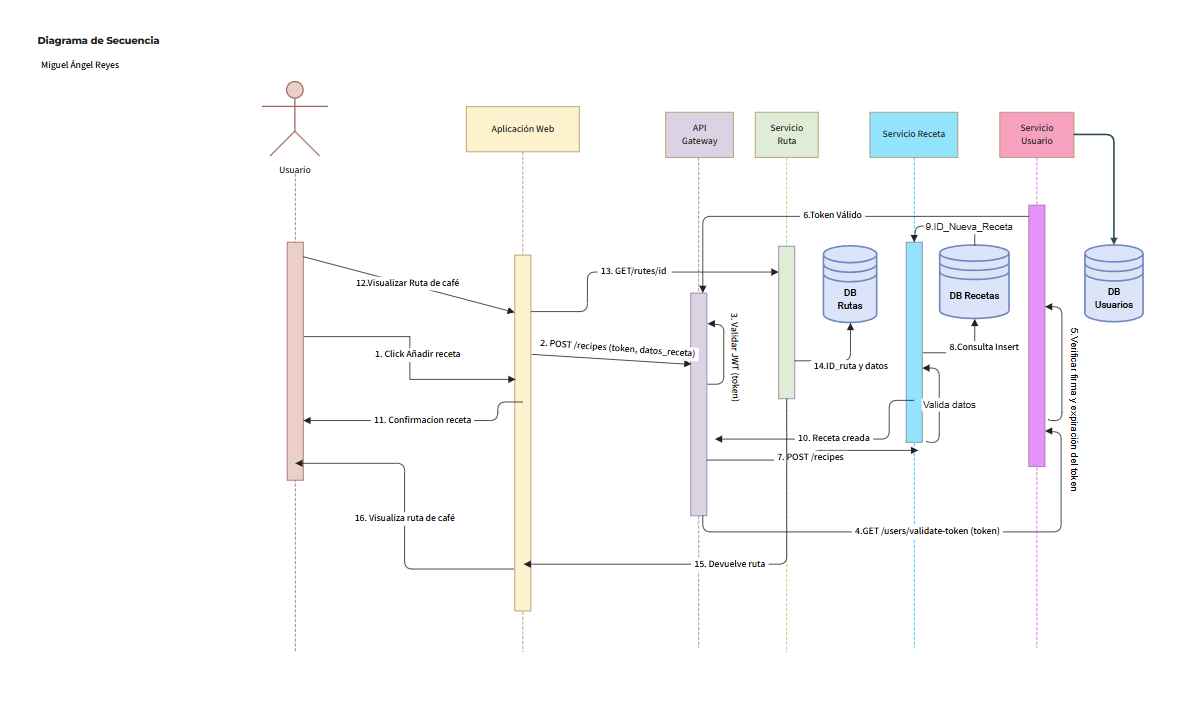 Diagrama de Secuencia
Miguel Ángel Reyes
Usuario
Aplicación Web
API
Gateway
Servicio
Ruta
Servicio Receta
Servicio
Usuario
6.Token Válido
9.ID_Nueva_Receta
13. GET/rutes/id
12.Visualizar Ruta de café
DB
Rutas
DB Recetas
DB
Usuarios
3. Validar JWT (token)
2. POST /recipes (token, datos_receta)
1. Click Añadir receta
8.Consulta Insert
14.ID_ruta y datos
5.Verificar firma y expiración del token
Valida datos
11. Confirmacion receta
10. Receta creada
7. POST /recipes
16. Visualiza ruta de café
4.GET /users/validate-token (token)
15. Devuelve ruta